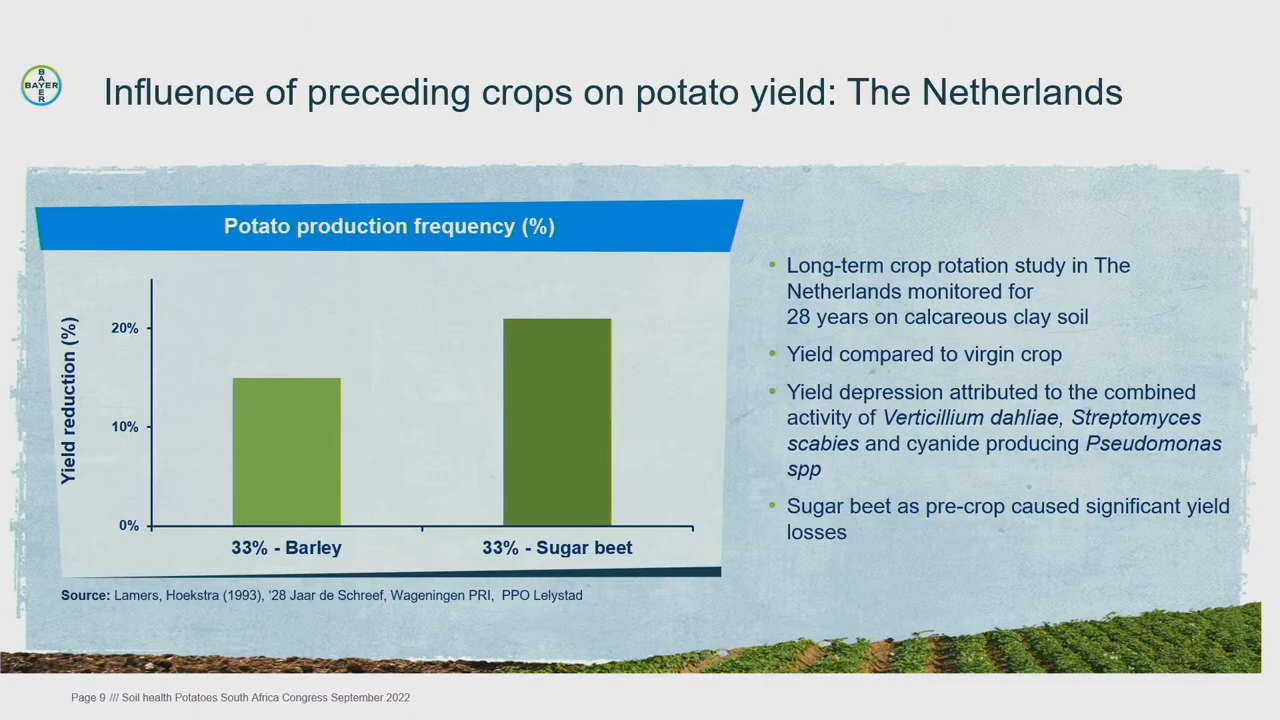 BAYER
BAYER
Influence of preceding crops on potato yield: The Netherlands
Potato production frequency (%)
Yield reduction (%)
20%
10%
0%
33% - Barley
33% - Sugar beet
Source: Lamers, Hoekstra (1993), '28 Jaar de Schreef, Wageningen PRI, PPO Lelystad
• Long-term crop rotation study in The
Netherlands monitored for
28 years on calcareous clay soil
• Yield compared to virgin crop
• Yield depression attributed to the combined
activity of Verticillium dahliae, Streptomyces
scabies and cyanide producing Pseudomonas
spp
• Sugar beet as pre-crop caused significant yield
losses
Page 9 /// Soil health Potatoes South Africa Congress September 2022